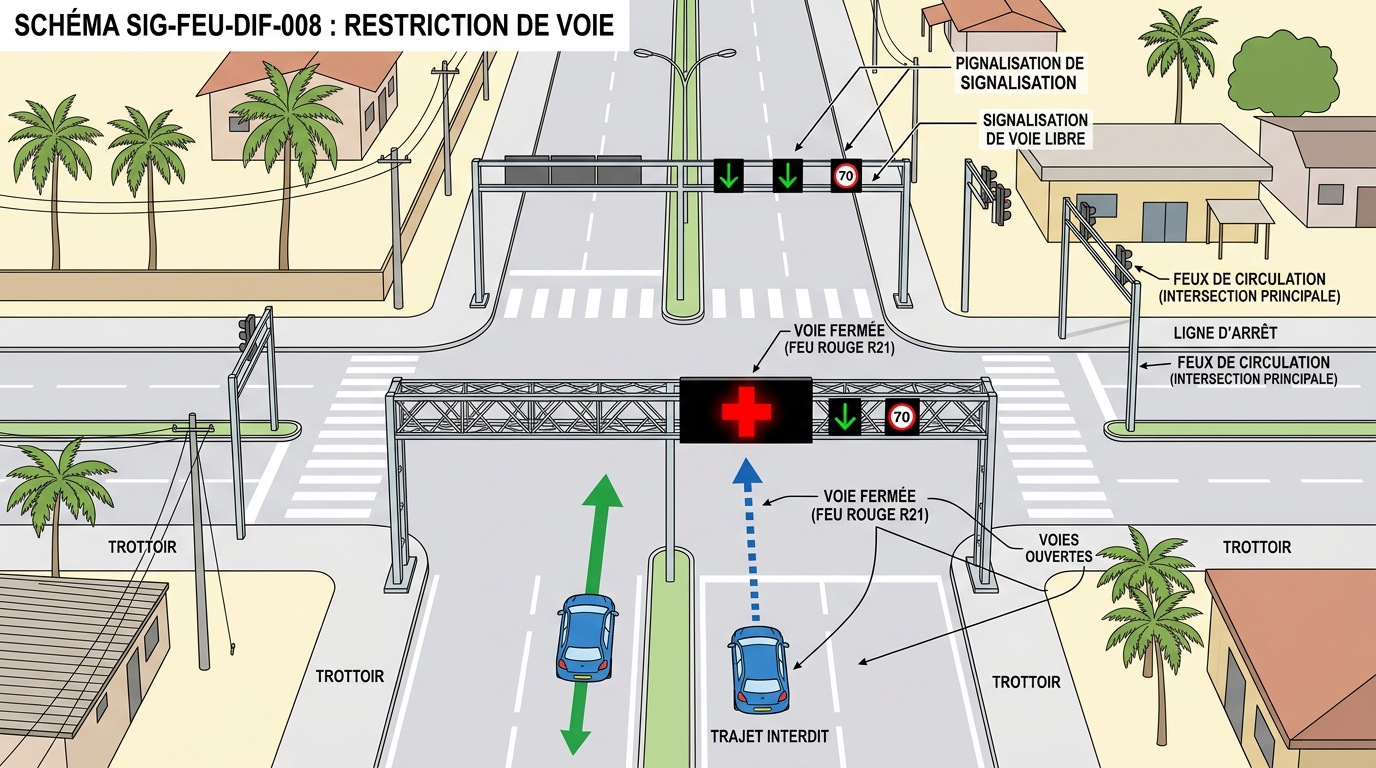 SCHÉMA SIG-FEU-DIF-008 : RESTRICTION DE VOIE
PIGNALISATION DE
SIGNALISATION
SIGNALISATION
DE VOIE LIBRE
70
FEUX DE CIRCULATION
(INTERSECTION PRINCIPALE)
VOIE FERMÉE
(FEU ROUGE R21)
LIGNE D'ARRÊT
FEUX DE CIRCULATION
(INTERSECTION PRINCIPALE)
70
VOIE FERMÉE
(FEU ROUGE R21)
VOIES
OUVERTES
TROTTOIR
TROTTOIR
TROTTOIR
TROTTOIR
TRAJET INTERDIT